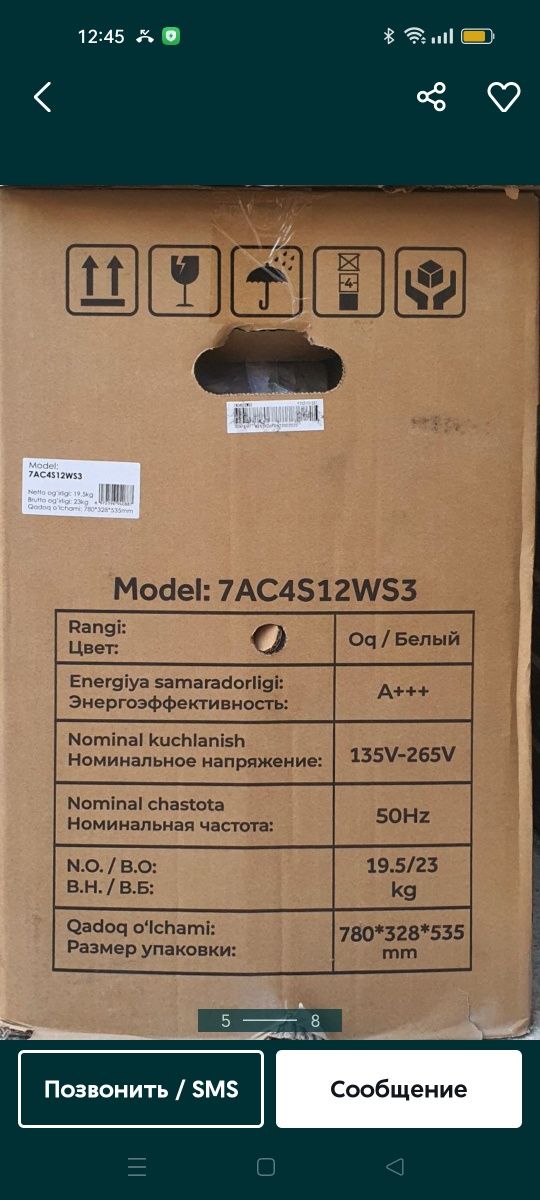 12:45
-4-
Model:
7AC4S12WS3
Netto og'irligi: 19.5kg
Brutto og'irligi: 23kg
Qadoq o'lchami: 780*328*535mm
Model: 7AC4S12WS3
Rangi:
Цвет:
Oq / Белый
Energiya samaradorligi:
Энергоэффективность:
A+++
Nominal kuchlanish
Номинальное напряжение:
135V-265V
Nominal chastota
Номинальная частота:
50Hz
N.O. / B.O:
В.Н. / В.Б:
19.5/23
kg
Qadoq o'lchami:
Размер упаковки:
780*328*535
mm
5
8
Позвонить / SMS
Сообщение